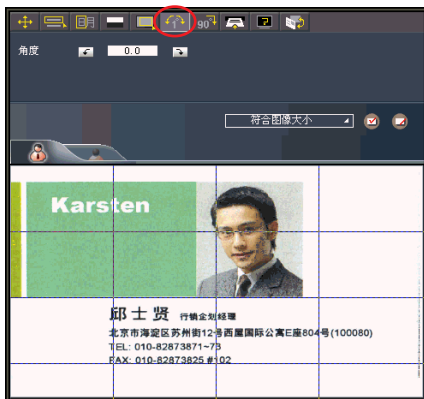 90
角度 0.0
符合图像大小
Karsten
邱士贤 行销企划经理
北京市海淀区苏州街12号西屋国际公寓E座804号(100080)
TEL: 010-82873871~73
FAX: 010-82873825 #102